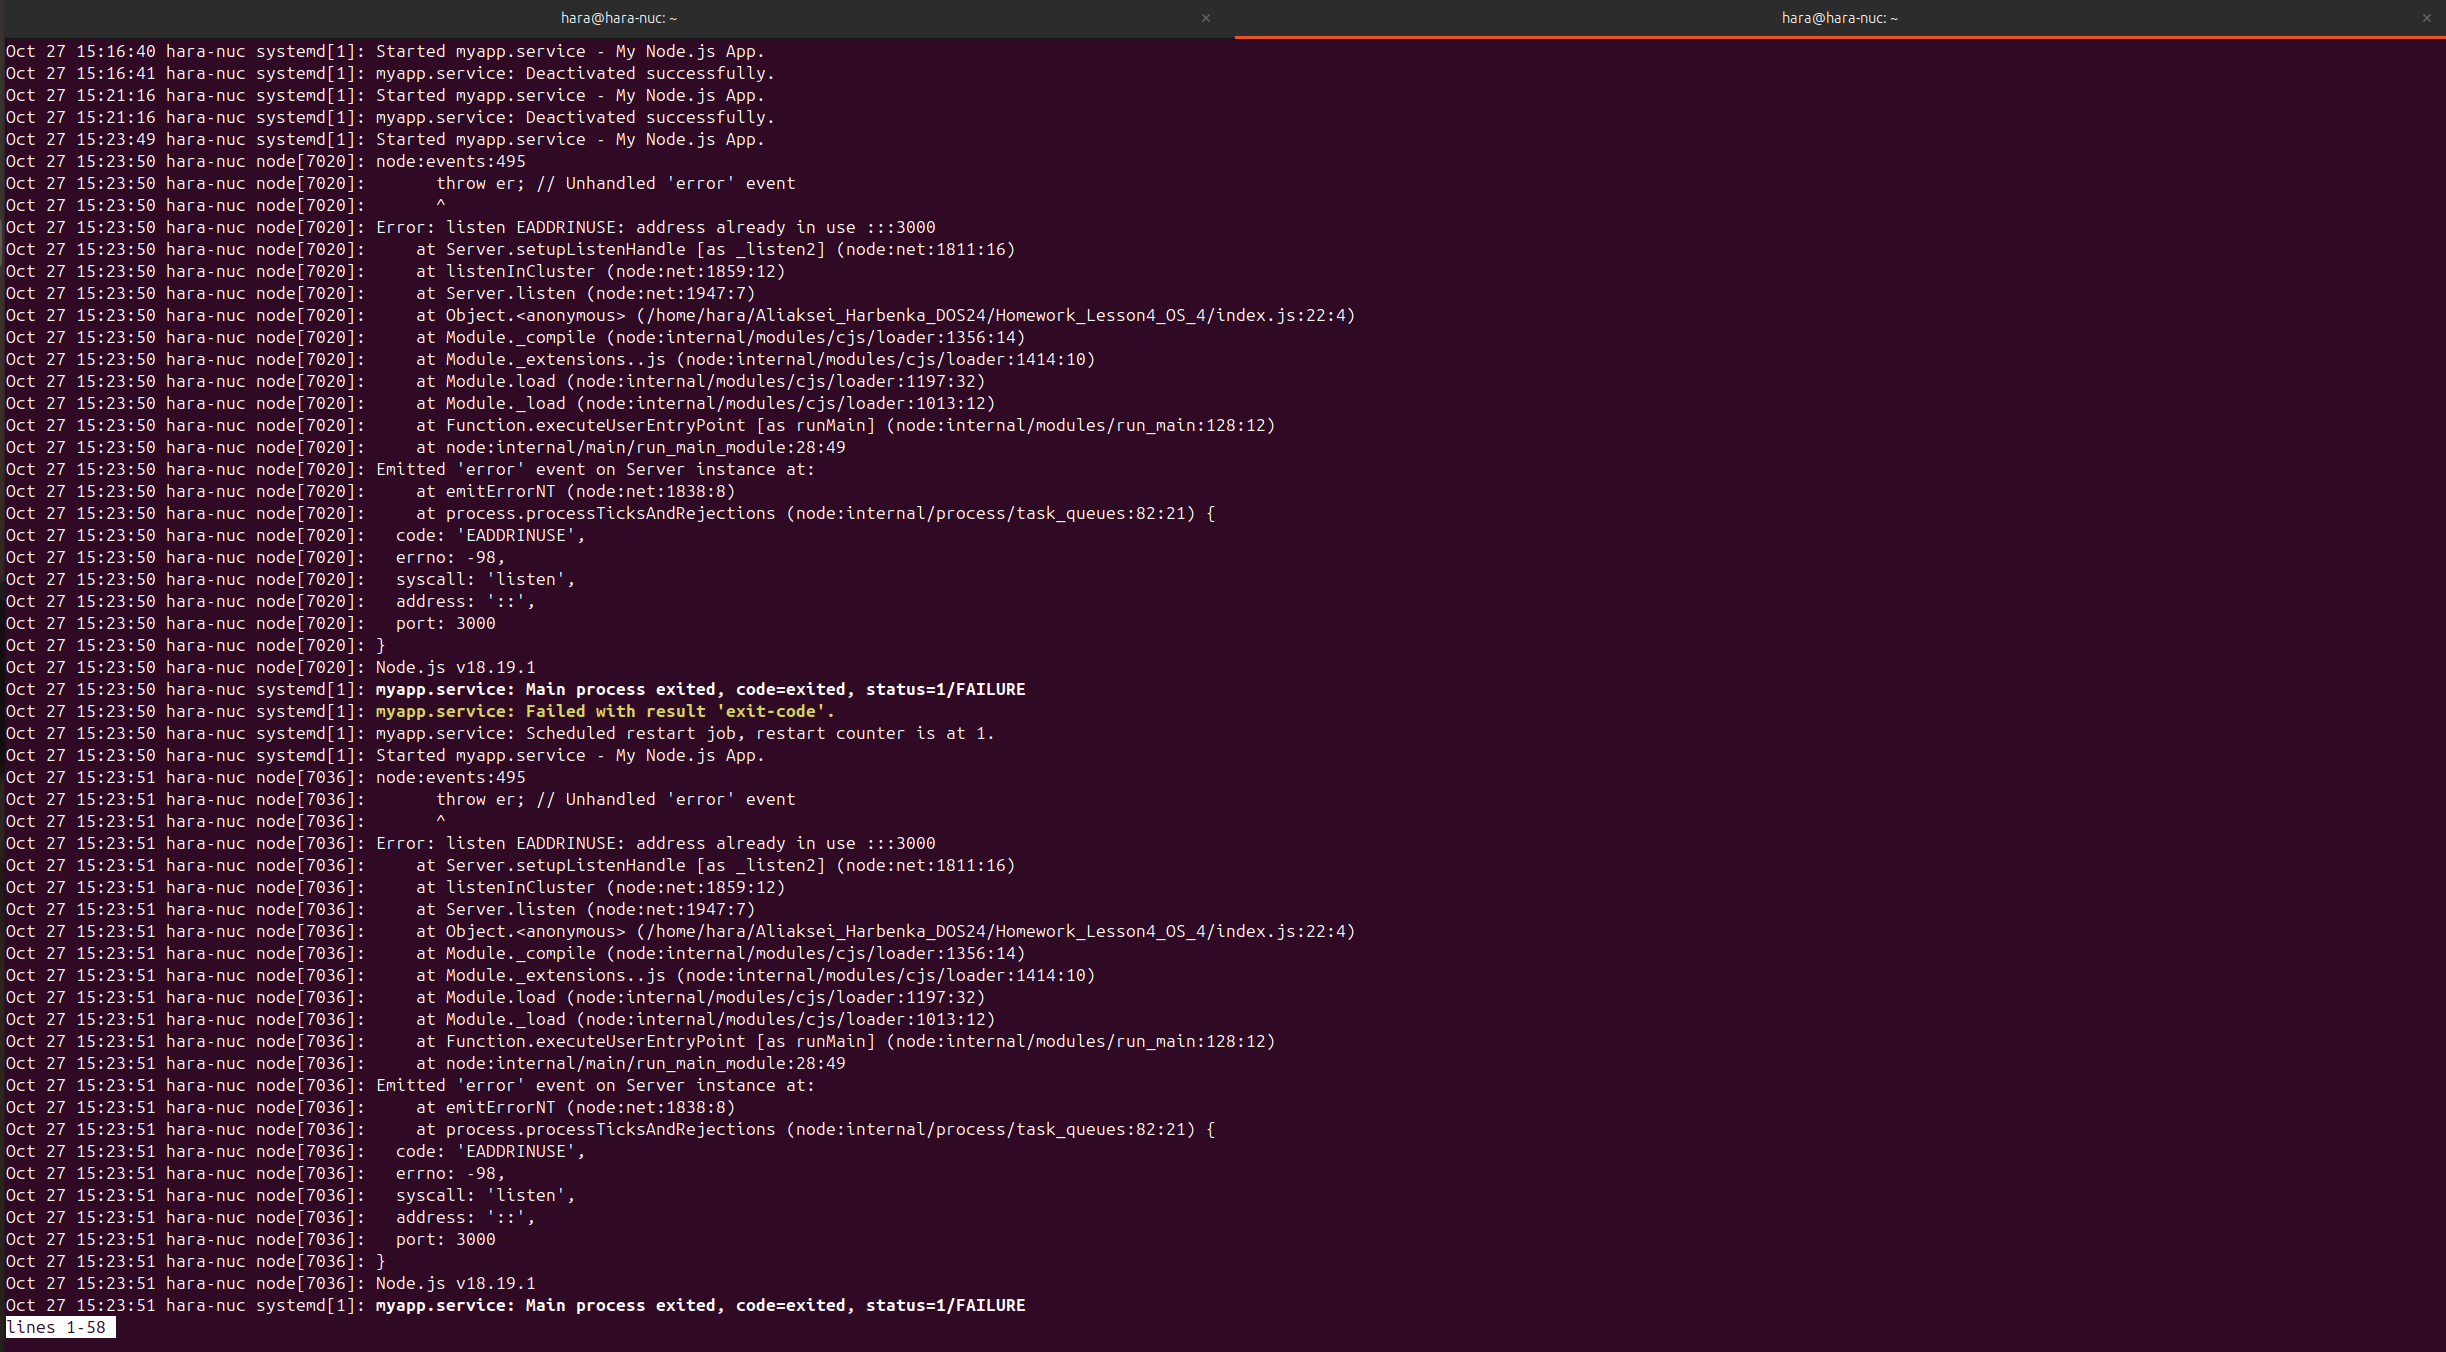 hara@hara-nuc: ~ × hara@hara-nuc: ~ ×
Oct 27 15:16:40 hara-nuc systemd[1]: Started myapp.service - My Node.js App.
Oct 27 15:16:41 hara-nuc systemd[1]: myapp.service: Deactivated successfully.
Oct 27 15:21:16 hara-nuc systemd[1]: Started myapp.service - My Node.js App.
Oct 27 15:21:16 hara-nuc systemd[1]: myapp.service: Deactivated successfully.
Oct 27 15:23:49 hara-nuc systemd[1]: Started myapp.service - My Node.js App.
Oct 27 15:23:50 hara-nuc node[7020]: node:events:495
Oct 27 15:23:50 hara-nuc node[7020]:       throw er; // Unhandled 'error' event
Oct 27 15:23:50 hara-nuc node[7020]:       ^
Oct 27 15:23:50 hara-nuc node[7020]: Error: listen EADDRINUSE: address already in use :::3000
Oct 27 15:23:50 hara-nuc node[7020]:     at Server.setupListenHandle [as _listen2] (node:net:1811:16)
Oct 27 15:23:50 hara-nuc node[7020]:     at listenInCluster (node:net:1859:12)
Oct 27 15:23:50 hara-nuc node[7020]:     at Server.listen (node:net:1947:7)
Oct 27 15:23:50 hara-nuc node[7020]:     at Object.<anonymous> (/home/hara/Aliaksei_Harbenka_DOS24/Homework_Lesson4_OS_4/index.js:22:4)
Oct 27 15:23:50 hara-nuc node[7020]:     at Module._compile (node:internal/modules/cjs/loader:1356:14)
Oct 27 15:23:50 hara-nuc node[7020]:     at Module._extensions..js (node:internal/modules/cjs/loader:1414:10)
Oct 27 15:23:50 hara-nuc node[7020]:     at Module.load (node:internal/modules/cjs/loader:1197:32)
Oct 27 15:23:50 hara-nuc node[7020]:     at Module._load (node:internal/modules/cjs/loader:1013:12)
Oct 27 15:23:50 hara-nuc node[7020]:     at Function.executeUserEntryPoint [as runMain] (node:internal/modules/run_main:128:12)
Oct 27 15:23:50 hara-nuc node[7020]:     at node:internal/main/run_main_module:28:49
Oct 27 15:23:50 hara-nuc node[7020]: Emitted 'error' event on Server instance at:
Oct 27 15:23:50 hara-nuc node[7020]:     at emitErrorNT (node:net:1838:8)
Oct 27 15:23:50 hara-nuc node[7020]:     at process.processTicksAndRejections (node:internal/process/task_queues:82:21) {
Oct 27 15:23:50 hara-nuc node[7020]:   code: 'EADDRINUSE',
Oct 27 15:23:50 hara-nuc node[7020]:   errno: -98,
Oct 27 15:23:50 hara-nuc node[7020]:   syscall: 'listen',
Oct 27 15:23:50 hara-nuc node[7020]:   address: '::',
Oct 27 15:23:50 hara-nuc node[7020]:   port: 3000
Oct 27 15:23:50 hara-nuc node[7020]: }
Oct 27 15:23:50 hara-nuc node[7020]: Node.js v18.19.1
Oct 27 15:23:50 hara-nuc systemd[1]: myapp.service: Main process exited, code=exited, status=1/FAILURE
Oct 27 15:23:50 hara-nuc systemd[1]: myapp.service: Failed with result 'exit-code'.
Oct 27 15:23:50 hara-nuc systemd[1]: myapp.service: Scheduled restart job, restart counter is at 1.
Oct 27 15:23:50 hara-nuc systemd[1]: Started myapp.service - My Node.js App.
Oct 27 15:23:51 hara-nuc node[7036]: node:events:495
Oct 27 15:23:51 hara-nuc node[7036]:       throw er; // Unhandled 'error' event
Oct 27 15:23:51 hara-nuc node[7036]:       ^
Oct 27 15:23:51 hara-nuc node[7036]: Error: listen EADDRINUSE: address already in use :::3000
Oct 27 15:23:51 hara-nuc node[7036]:     at Server.setupListenHandle [as _listen2] (node:net:1811:16)
Oct 27 15:23:51 hara-nuc node[7036]:     at listenInCluster (node:net:1859:12)
Oct 27 15:23:51 hara-nuc node[7036]:     at Server.listen (node:net:1947:7)
Oct 27 15:23:51 hara-nuc node[7036]:     at Object.<anonymous> (/home/hara/Aliaksei_Harbenka_DOS24/Homework_Lesson4_OS_4/index.js:22:4)
Oct 27 15:23:51 hara-nuc node[7036]:     at Module._compile (node:internal/modules/cjs/loader:1356:14)
Oct 27 15:23:51 hara-nuc node[7036]:     at Module._extensions..js (node:internal/modules/cjs/loader:1414:10)
Oct 27 15:23:51 hara-nuc node[7036]:     at Module.load (node:internal/modules/cjs/loader:1197:32)
Oct 27 15:23:51 hara-nuc node[7036]:     at Module._load (node:internal/modules/cjs/loader:1013:12)
Oct 27 15:23:51 hara-nuc node[7036]:     at Function.executeUserEntryPoint [as runMain] (node:internal/modules/run_main:128:12)
Oct 27 15:23:51 hara-nuc node[7036]:     at node:internal/main/run_main_module:28:49
Oct 27 15:23:51 hara-nuc node[7036]: Emitted 'error' event on Server instance at:
Oct 27 15:23:51 hara-nuc node[7036]:     at emitErrorNT (node:net:1838:8)
Oct 27 15:23:51 hara-nuc node[7036]:     at process.processTicksAndRejections (node:internal/process/task_queues:82:21) {
Oct 27 15:23:51 hara-nuc node[7036]:   code: 'EADDRINUSE',
Oct 27 15:23:51 hara-nuc node[7036]:   errno: -98,
Oct 27 15:23:51 hara-nuc node[7036]:   syscall: 'listen',
Oct 27 15:23:51 hara-nuc node[7036]:   address: '::',
Oct 27 15:23:51 hara-nuc node[7036]:   port: 3000
Oct 27 15:23:51 hara-nuc node[7036]: }
Oct 27 15:23:51 hara-nuc node[7036]: Node.js v18.19.1
Oct 27 15:23:51 hara-nuc systemd[1]: myapp.service: Main process exited, code=exited, status=1/FAILURE
lines 1-58